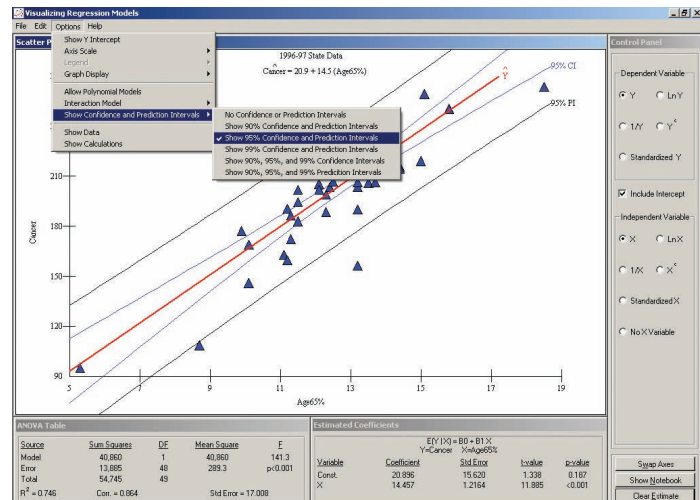 Visualizing Regression Models
File Edit Options Help
Show Y Intercept
Axis Scale
Legend
Graph Display
Allow Polynomial Models
Interaction Model
Show Confidence and Prediction Intervals
Show Data
Show Calculations
No Confidence or Prediction Intervals
Show 90% Confidence and Prediction Intervals
Show 95% Confidence and Prediction Intervals
Show 99% Confidence and Prediction Intervals
Show 90%, 95%, and 99% Confidence Intervals
Show 90%, 95%, and 99% Prediction Intervals
Scatter P
1996-97 State Data
Cancer = 20.9 + 14.5 (Age65%)
95% CI
Ŷ
95% PI
210
180
150
120
90
Cancer
5 7 9 11 13 15 17 19
Age65%
Control Panel
Dependent Variable
Y Ln Y
1/Y Y^c
Standardized Y
Include Intercept
Independent Variable
X Ln X
1/X X^c
Standardized X
No X Variable
Swap Axes
Show Notebook
Clear Estimate
ANOVA Table
Source Sum Squares DF Mean Square F
Model 40,860 1 40,860 141.3
Error 13,885 48 289.3 p<0.001
Total 54,745 49
R² = 0.746 Corr. = 0.864 Std Error = 17.008
Estimated Coefficients
E(Y|X) = B0 + B1 X
Y=Cancer X=Age65%
Variable Coefficient Std Error t-value p-value
Const. 20.896 15.620 1.338 0.187
X 14.457 1.2164 11.885 <0.001